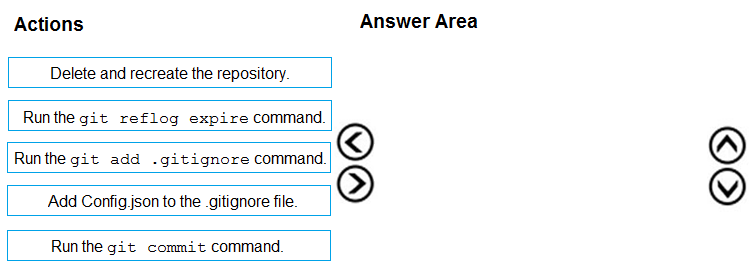 Actions
Answer Area
Delete and recreate the repository.
Run the git reflog expire command.
Run the git add .gitignore command.
Add Config.json to the .gitignore file.
Run the git commit command.